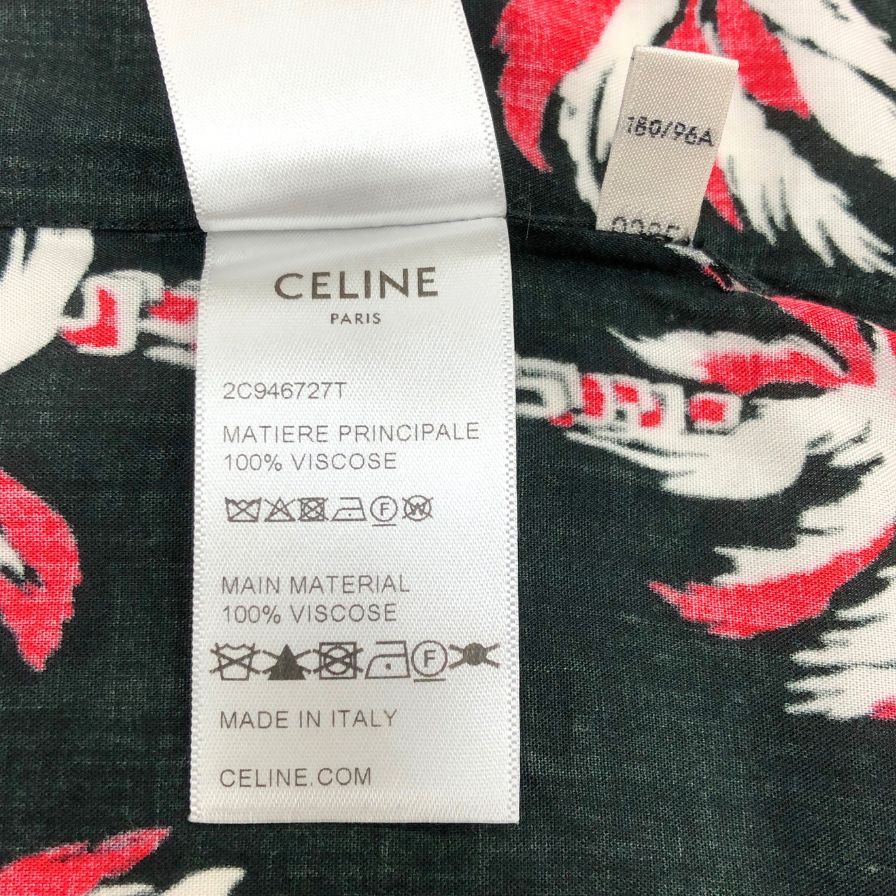 180/96A
CELINE
PARIS
2C946727T
MATIERE PRINCIPALE
100% VISCOSE
MAIN MATERIAL
100% VISCOSE
MADE IN ITALY
CELINE.COM